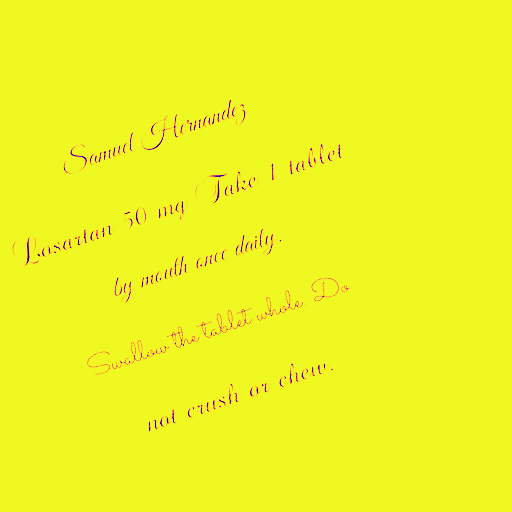 Samuel Hernandez
Losartan 50 mg Take 1 tablet
by mouth once daily.
Swallow the tablet whole. Do
not crush or chew.